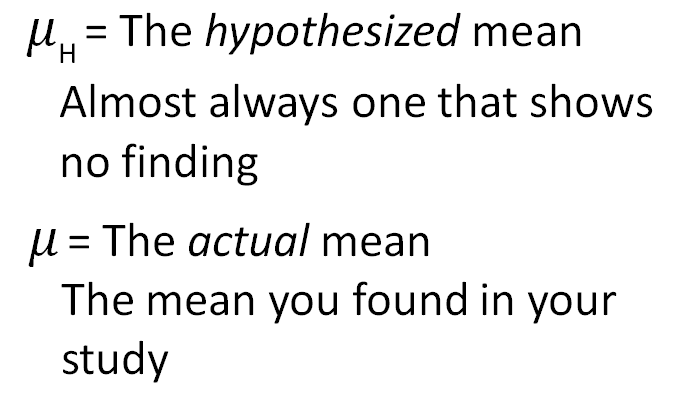 μH = The hypothesized mean
Almost always one that shows
no finding
μ = The actual mean
The mean you found in your
study